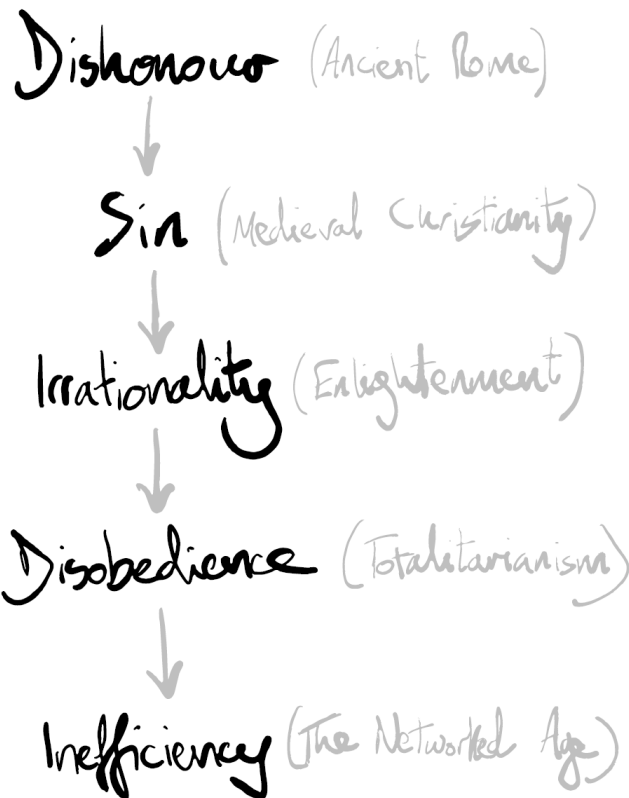 Dishonour (Ancient Rome)
Sin (Medieval Christianity)
Irrationality (Enlightenment)
Disobedience (Totalitarianism)
Inefficiency (The Networked Age)